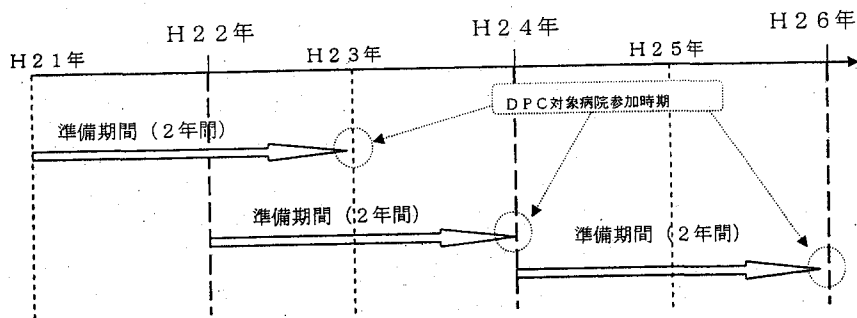 H21年
H22年
H23年
H24年
H25年
H26年
DPC対象病院参加時期
準備期間(2年間)
準備期間(2年間)
準備期間(2年間)